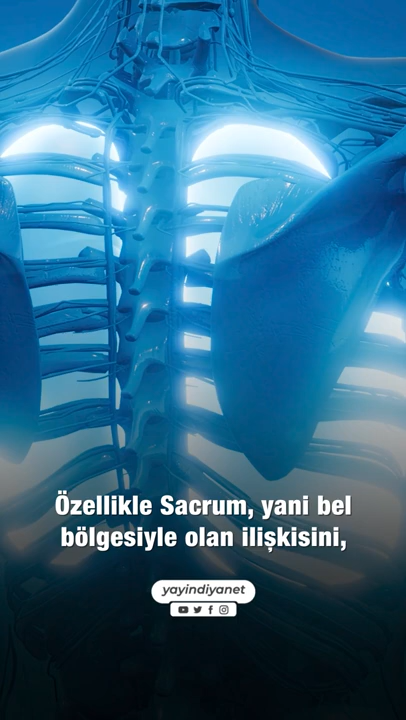 Özellikle Sacrum, yani bel
bölgesiyle olan ilişkisini,
yayindiyanet